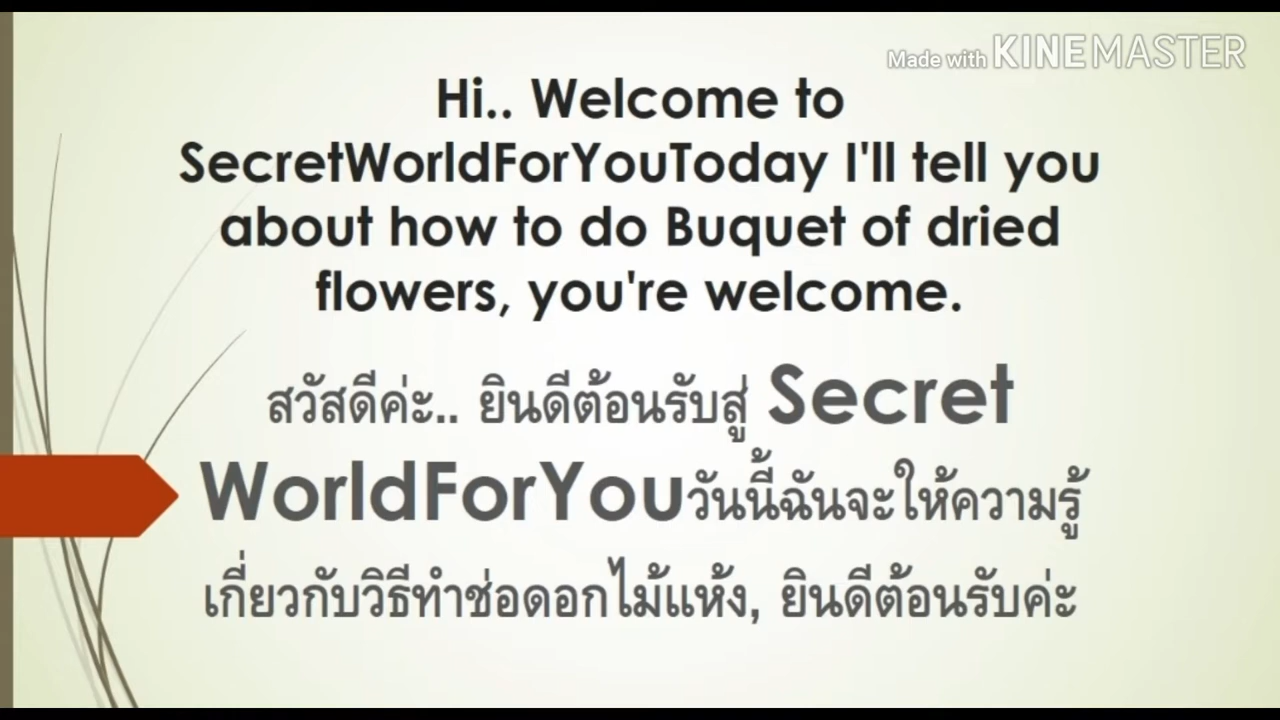 Made with KINEMASTER
Hi.. Welcome to
SecretWorldForYouToday I'll tell you
about how to do Buquet of dried
flowers, you're welcome.
สวัสดีค่ะ.. ยินดีต้อนรับสู่ Secret
WorldForYouวันนี้ฉันจะให้ความรู้
เกี่ยวกับวิธีทำช่อดอกไม้แห้ง, ยินดีต้อนรับค่ะ